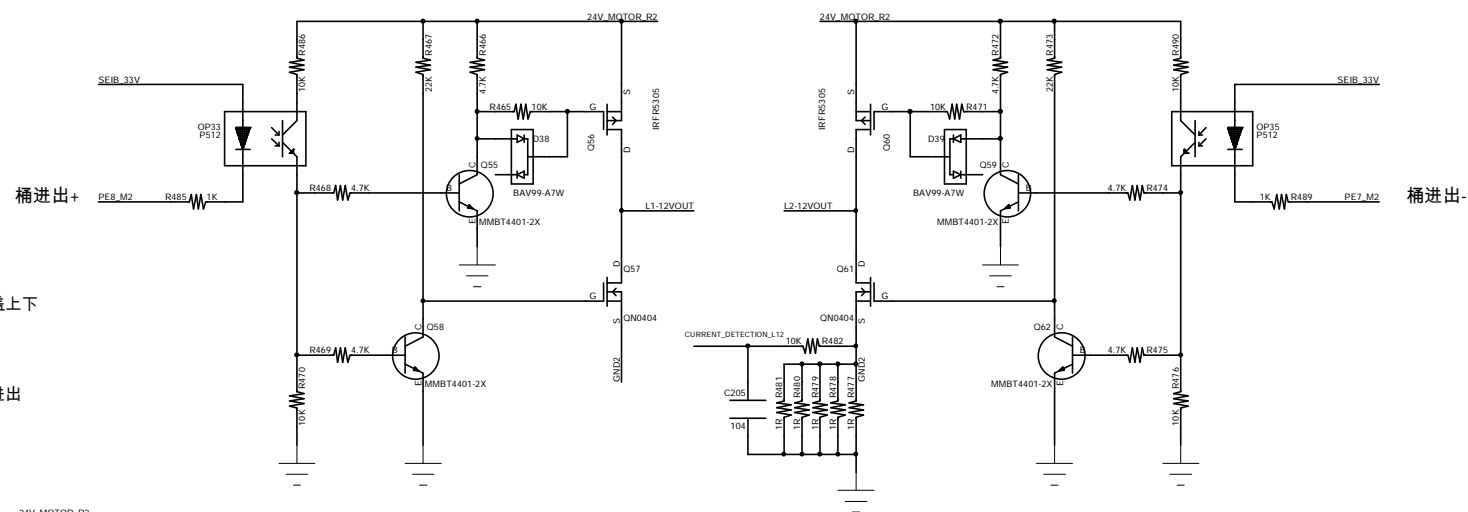 24V_MOTOR_R2
24V_MOTOR_R2
R486
10K
R467
22K
R466
4.7K
R472
4.7K
R473
22K
R490
10K
SEIB_33V
SEIB_33V
R465 10K
G
S
D
Q56
IRFR5305
IRFR5305
S
G
D
Q60
10K R471
OP33
P512
OP35
P512
D38
BAV99-A7W
D39
BAV99-A7W
Q55
C
B
E
MMBT4401-2X
Q59
C
B
E
MMBT4401-2X
桶进出+
PE8_M2
R485 1K
R468 4.7K
4.7K R474
1K R489
PE7_M2
桶进出-
L1-12VOUT
L2-12VOUT
D
Q57
G
S
QN0404
GND2
D
Q61
G
S
QN0404
GND2
上下
CURRENT_DETECTION_L12
10K R482
Q58
C
B
E
MMBT4401-2X
R469 4.7K
Q62
C
B
E
MMBT4401-2X
4.7K R475
进出
R470
10K
C205
104
R481
1R
R480
1R
R479
1R
R478
1R
R477
1R
R476
10K
24V_MOTOR_R2